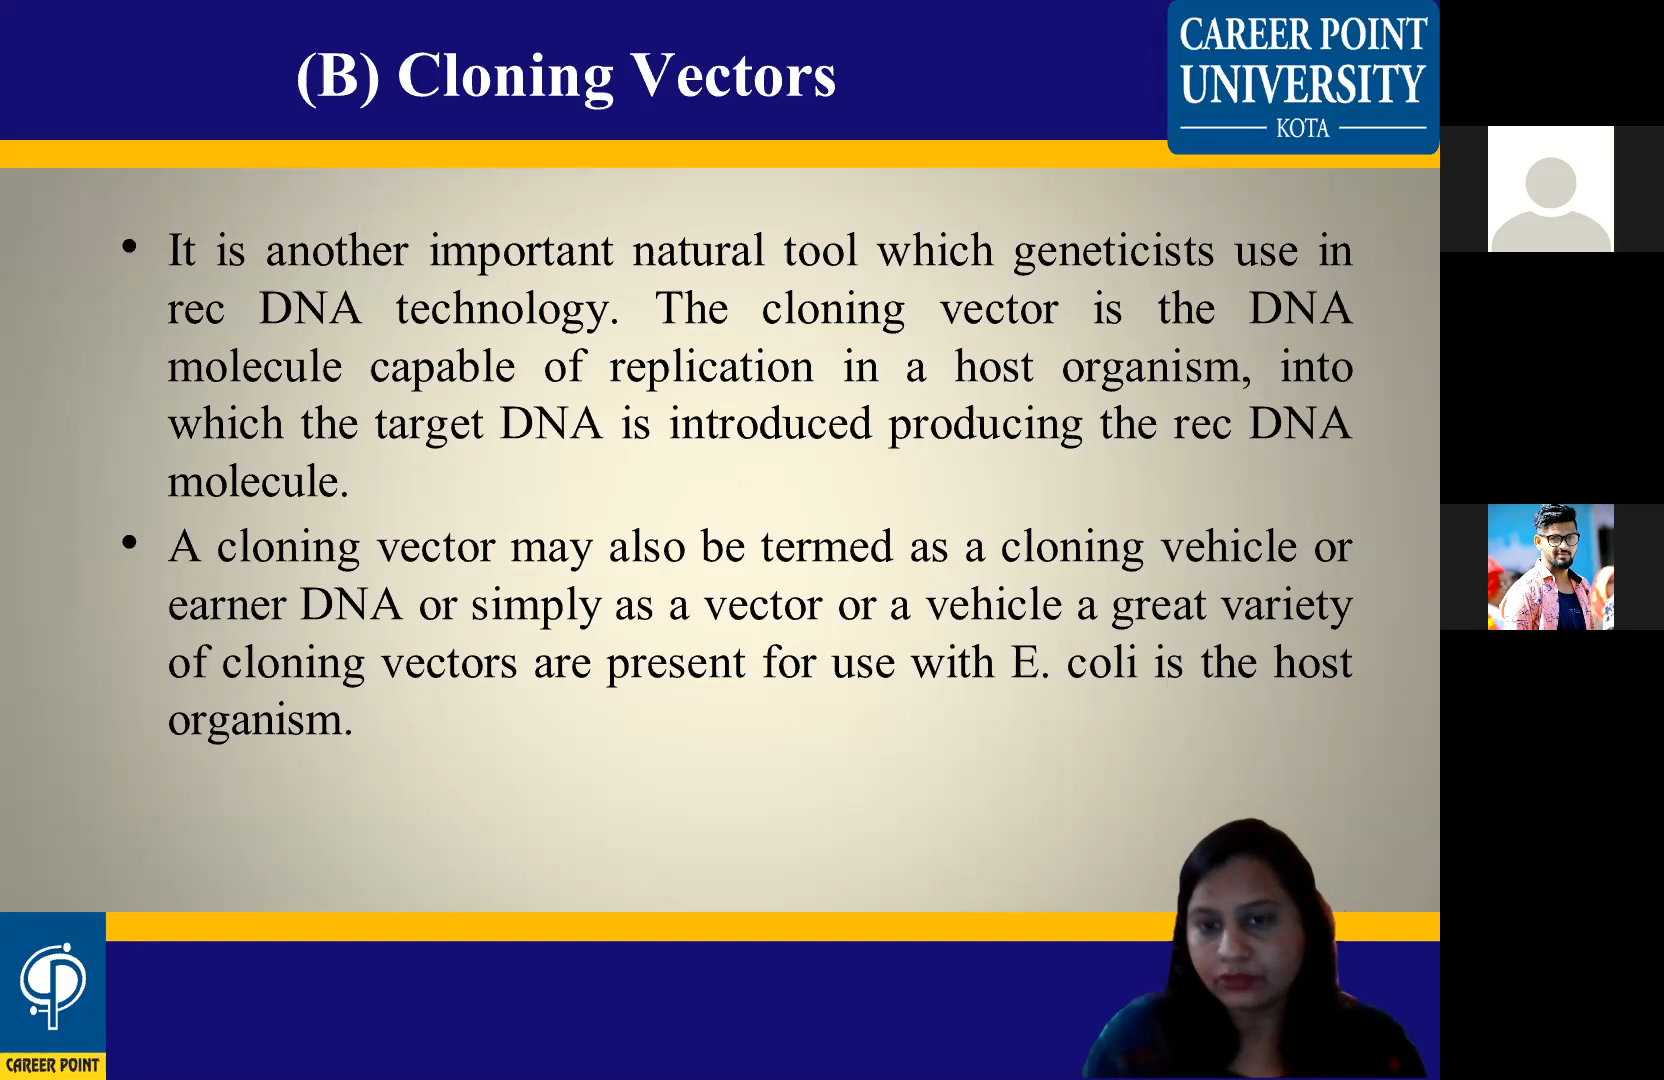 (B) Cloning Vectors
CAREER POINT
UNIVERSITY
KOTA
• It is another important natural tool which geneticists use in
rec DNA technology. The cloning vector is the DNA
molecule capable of replication in a host organism, into
which the target DNA is introduced producing the rec DNA
molecule.
• A cloning vector may also be termed as a cloning vehicle or
earner DNA or simply as a vector or a vehicle a great variety
of cloning vectors are present for use with E. coli is the host
organism.
CAREER POINT